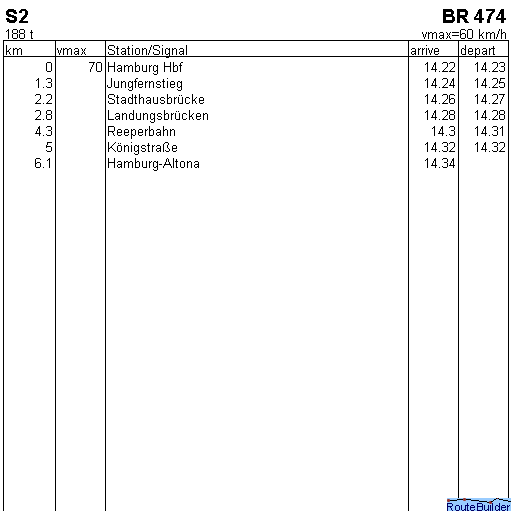 S2 BR 474
188 t vmax=60 km/h
km vmax Station/Signal arrive depart
0 70 Hamburg Hbf 14.22 14.23
1.3 Jungfernstieg 14.24 14.25
2.2 Stadthausbrücke 14.26 14.27
2.8 Landungsbrücken 14.28 14.28
4.3 Reeperbahn 14.3 14.31
5 Königstraße 14.32 14.32
6.1 Hamburg-Altona 14.34
RouteBuilder